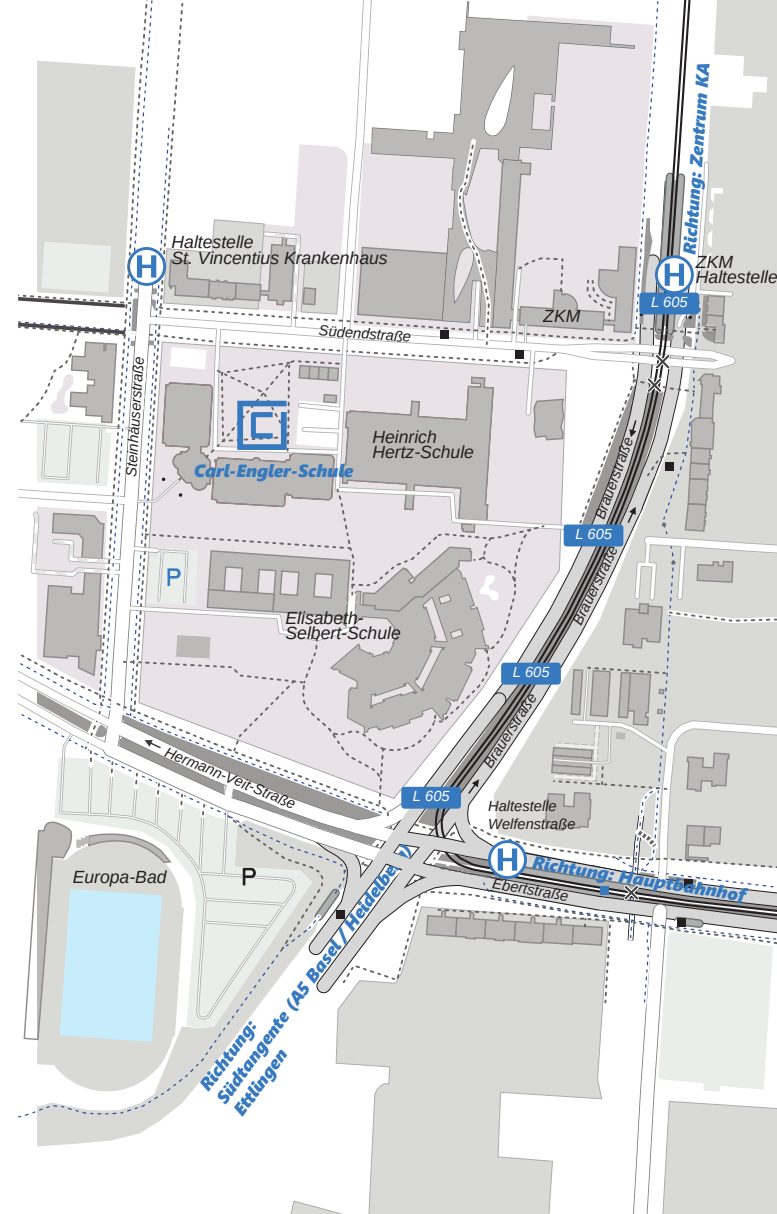 Richtung: Zentrum KA
Haltestelle
St. Vincentius Krankenhaus
H
H
ZKM
Haltestelle
L 605
ZKM
Südendstraße
Steinhäuserstraße
Heinrich
Hertz-Schule
Carl-Engler-Schule
Brauerstraße
L 605
Brauerstraße
P
Elisabeth-
Selbert-Schule
L 605
Brauerstraße
Hermann-Veit-Straße
L 605
Haltestelle
Welfenstraße
H
Richtung: Hauptbahnhof
Ebertstraße
Europa-Bad
P
Richtung:
Südtangente (A5 Basel / Heidelberg)
Ettlingen